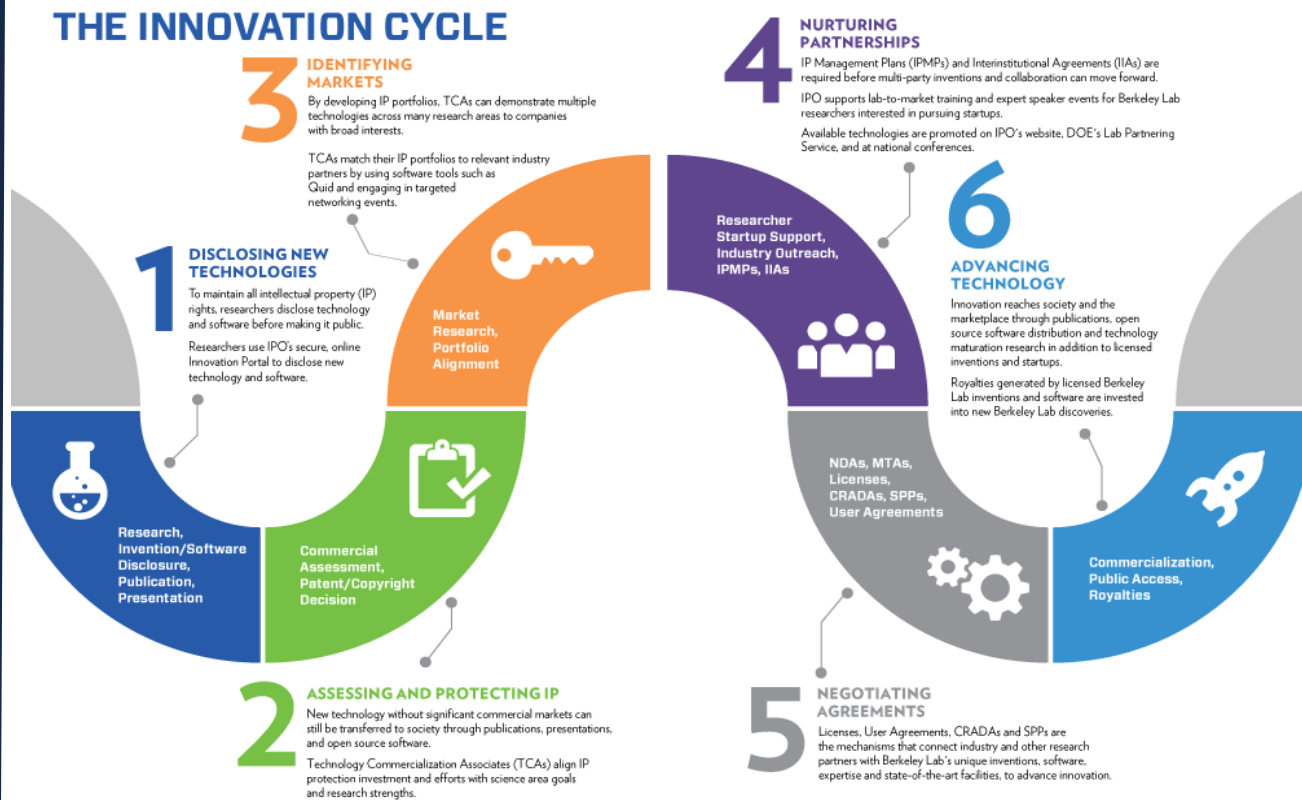 THE INNOVATION CYCLE
1
DISCLOSING NEW
TECHNOLOGIES
To maintain all intellectual property (IP)
rights, researchers disclose technology
and software before making it public.
Researchers use IPO's secure, online
Innovation Portal to disclose new
technology and software.
Research,
Invention/Software
Disclosure,
Publication,
Presentation
2
ASSESSING AND PROTECTING IP
New technology without significant commercial markets can
still be transferred to society through publications, presentations,
and open source software.
Technology Commercialization Associates (TCAs) align IP
protection investment and efforts with science area goals
and research strengths.
Commercial
Assessment,
Patent/Copyright
Decision
3
IDENTIFYING
MARKETS
By developing IP portfolios, TCAs can demonstrate multiple
technologies across many research areas to companies
with broad interests.
TCAs match their IP portfolios to relevant industry
partners by using software tools such as
Quid and engaging in targeted
networking events.
Market
Research,
Portfolio
Alignment
4
NURTURING
PARTNERSHIPS
IP Management Plans (IPMPs) and Interinstitutional Agreements (IIAs) are
required before multi-party inventions and collaboration can move forward.
IPO supports lab-to-market training and expert speaker events for Berkeley Lab
researchers interested in pursuing startups.
Available technologies are promoted on IPO's website, DOE's Lab Partnering
Service, and at national conferences.
Researcher
Startup Support,
Industry Outreach,
IPMPs, IIAs
5
NEGOTIATING
AGREEMENTS
Licenses, User Agreements, CRADAs and SPPs are
the mechanisms that connect industry and other research
partners with Berkeley Lab's unique inventions, software,
expertise and state-of-the-art facilities, to advance innovation.
NDAs, MTAs,
Licenses,
CRADAs, SPPs,
User Agreements
6
ADVANCING
TECHNOLOGY
Innovation reaches society and the
marketplace through publications, open
source software distribution and technology
maturation research in addition to licensed
inventions and startups.
Royalties generated by licensed Berkeley
Lab inventions and software are invested
into new Berkeley Lab discoveries.
Commercialization,
Public Access,
Royalties